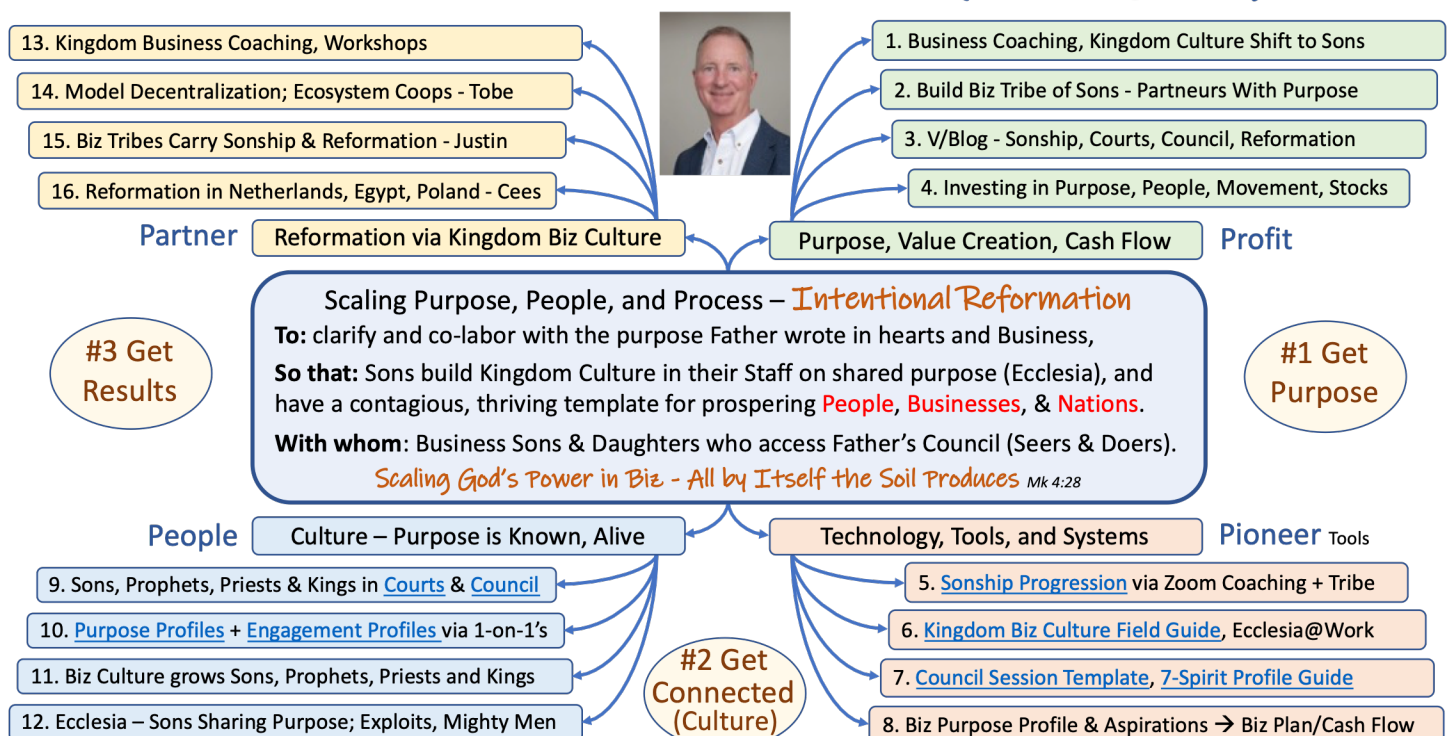 13. Kingdom Business Coaching, Workshops
14. Model Decentralization; Ecosystem Coops - Tobe
15. Biz Tribes Carry Sonship & Reformation - Justin
16. Reformation in Netherlands, Egypt, Poland - Cees
Partner
Reformation via Kingdom Biz Culture
1. Business Coaching, Kingdom Culture Shift to Sons
2. Build Biz Tribe of Sons - Partneurs With Purpose
3. V/Blog - Sonship, Courts, Council, Reformation
4. Investing in Purpose, People, Movement, Stocks
Purpose, Value Creation, Cash Flow
Profit
#3 Get
Results
Scaling Purpose, People, and Process – Intentional Reformation
To: clarify and co-labor with the purpose Father wrote in hearts and Business,
So that: Sons build Kingdom Culture in their Staff on shared purpose (Ecclesia), and
have a contagious, thriving template for prospering People, Businesses, & Nations.
With whom: Business Sons & Daughters who access Father's Council (Seers & Doers).
Scaling God's Power in Biz - All by Itself the Soil Produces Mk 4:28
#1 Get
Purpose
People
Culture – Purpose is Known, Alive
9. Sons, Prophets, Priests & Kings in Courts & Council
10. Purpose Profiles + Engagement Profiles via 1-on-1's
11. Biz Culture grows Sons, Prophets, Priests and Kings
12. Ecclesia – Sons Sharing Purpose; Exploits, Mighty Men
#2 Get
Connected
(Culture)
Technology, Tools, and Systems
Pioneer Tools
5. Sonship Progression via Zoom Coaching + Tribe
6. Kingdom Biz Culture Field Guide, Ecclesia@Work
7. Council Session Template, 7-Spirit Profile Guide
8. Biz Purpose Profile & Aspirations → Biz Plan/Cash Flow